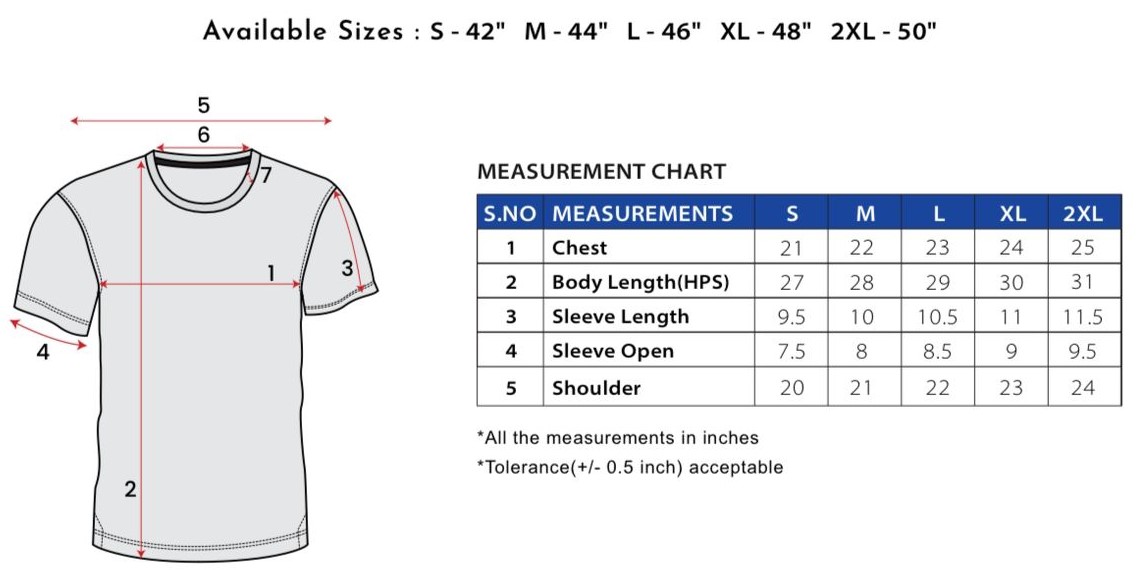 Available Sizes : S - 42" M - 44" L - 46" XL - 48" 2XL - 50"
5
6
7
1
3
4
2
MEASUREMENT CHART
S.NO MEASUREMENTS S M L XL 2XL
1 Chest 21 22 23 24 25
2 Body Length(HPS) 27 28 29 30 31
3 Sleeve Length 9.5 10 10.5 11 11.5
4 Sleeve Open 7.5 8 8.5 9 9.5
5 Shoulder 20 21 22 23 24
*All the measurements in inches
*Tolerance(+/- 0.5 inch) acceptable